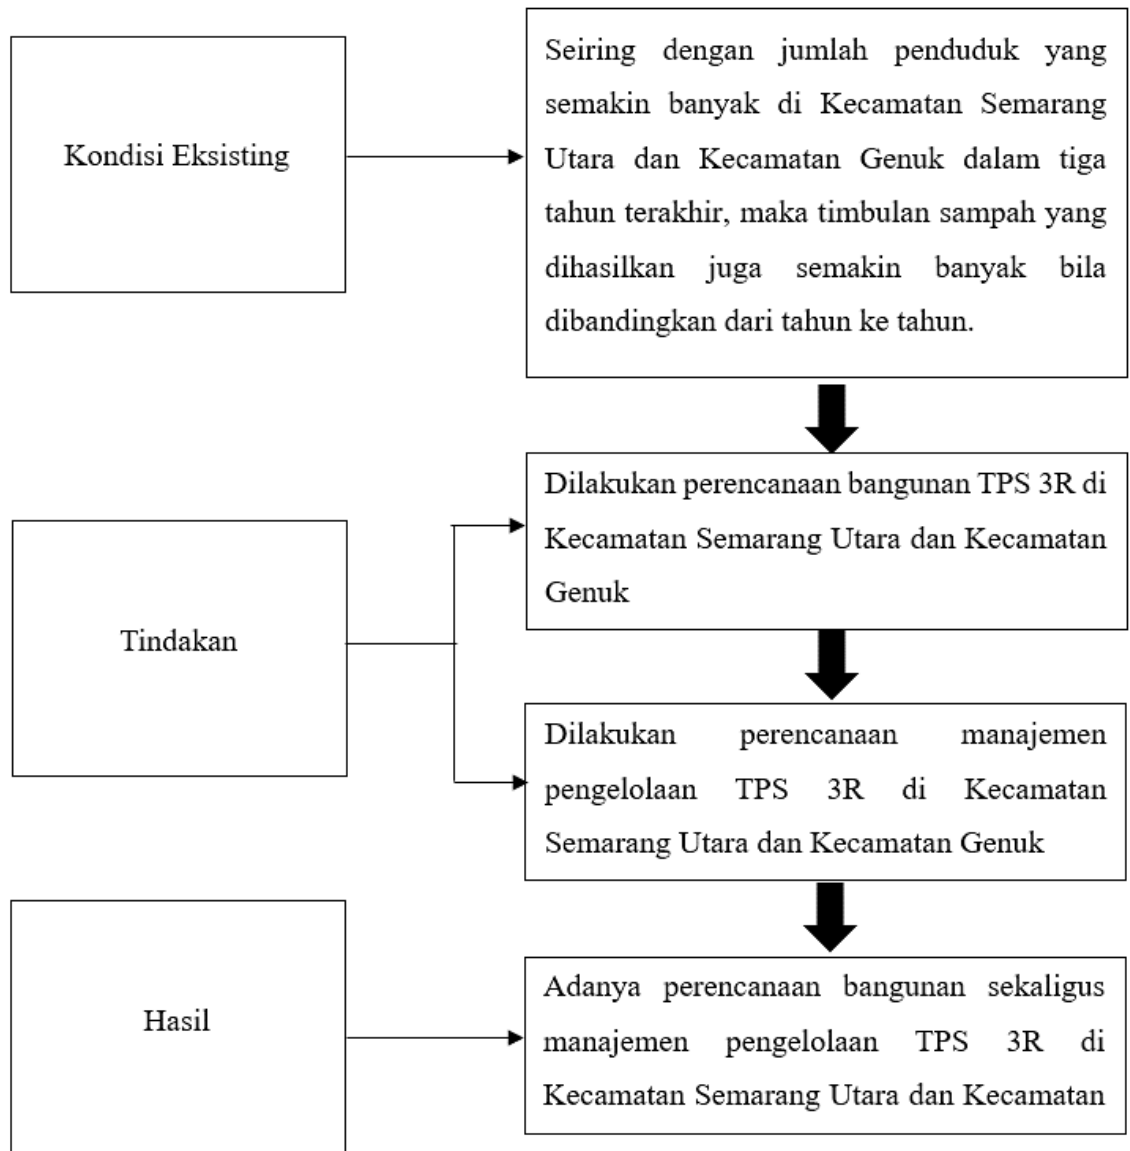 Kondisi Eksisting
Seiring dengan jumlah penduduk yang
semakin banyak di Kecamatan Semarang
Utara dan Kecamatan Genuk dalam tiga
tahun terakhir, maka timbulan sampah yang
dihasilkan juga semakin banyak bila
dibandingkan dari tahun ke tahun.
Tindakan
Dilakukan perencanaan bangunan TPS 3R di
Kecamatan Semarang Utara dan Kecamatan
Genuk
Dilakukan perencanaan manajemen
pengelolaan TPS 3R di Kecamatan
Semarang Utara dan Kecamatan Genuk
Hasil
Adanya perencanaan bangunan sekaligus
manajemen pengelolaan TPS 3R di
Kecamatan Semarang Utara dan Kecamatan